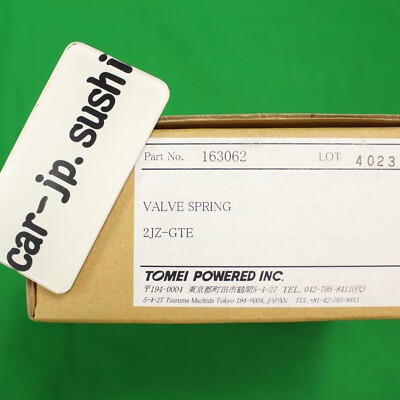 car-jp.sushi
Part No. 163062 LOT 4023
VALVE SPRING
2JZ-GTE
TOMEI POWERED INC.
〒194-0004 東京都町田市鶴間5-4-27 TEL. 042-795-8411(代)
5-4-27 Tsuruma Machida Tokyo 194-0004, JAPAN TEL. +81-42-795-8411